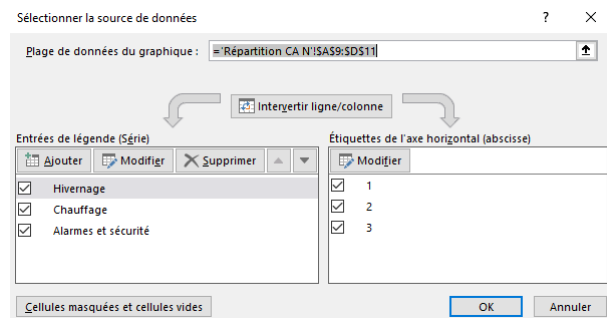 Sélectionner la source de données ? ×
Plage de données du graphique : ='Répartition CA N'!$A$9:$D$11
Intervertir ligne/colonne
Entrées de légende (Série)
Ajouter Modifier Supprimer
Hivernage
Chauffage
Alarmes et sécurité
Étiquettes de l'axe horizontal (abscisse)
Modifier
1
2
3
Cellules masquées et cellules vides
OK Annuler